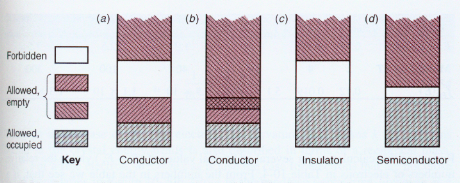 (a) (b) (c) (d)
Forbidden
Allowed,
empty
Allowed,
occupied
Key Conductor Conductor Insulator Semiconductor